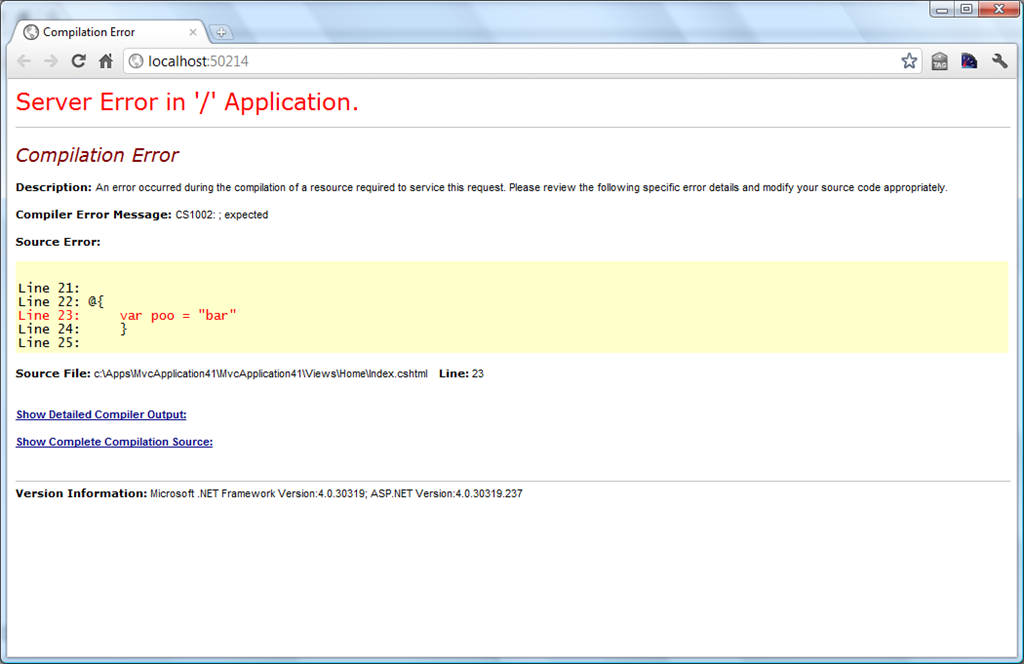 Compilation Error
localhost:50214
TAG
Server Error in '/' Application.
Compilation Error
Description: An error occurred during the compilation of a resource required to service this request. Please review the following specific error details and modify your source code appropriately.
Compiler Error Message: CS1002: ; expected
Source Error:
Line 21:
Line 22: @{
Line 23:     var poo = "bar"
Line 24:     }
Line 25:
Source File: c:\Apps\MvcApplication41\MvcApplication41\Views\Home\Index.cshtml    Line: 23
Show Detailed Compiler Output:
Show Complete Compilation Source:
Version Information: Microsoft .NET Framework Version:4.0.30319; ASP.NET Version:4.0.30319.237